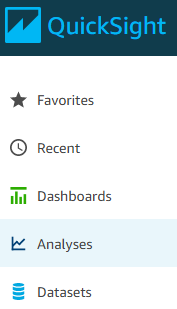 QuickSight
Favorites
Recent
Dashboards
Analyses
Datasets